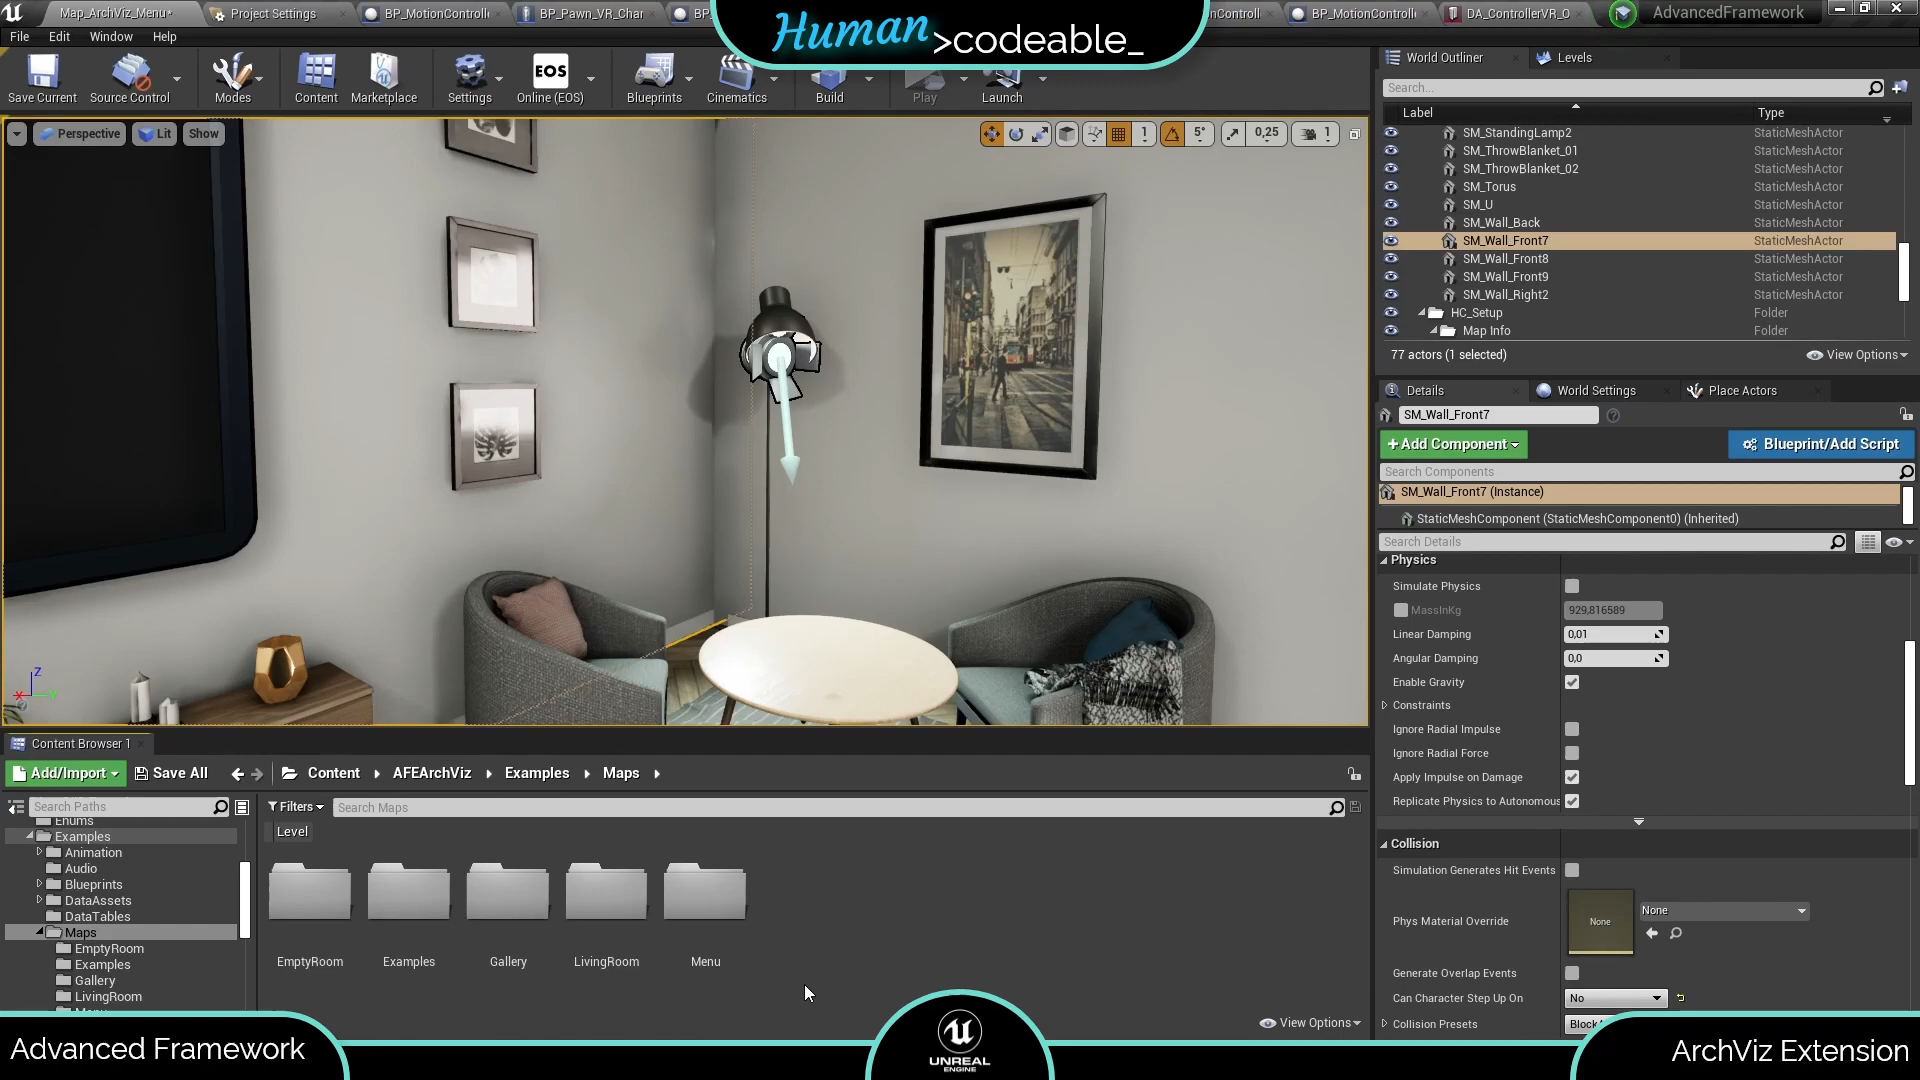 Map_ArchViz_Menu*
Project Settings
BP_MotionControll
BP_Pawn_VR_Char
BP_
onControll
BP_MotionControll
DA_ControllerVR_O
AdvancedFramework
File Edit Window Help
Human >codeable_
Save Current
Source Control
Modes
Content
Marketplace
Settings
EOS
Online (EOS)
Blueprints
Cinematics
Build
Play
Launch
Perspective
Lit
Show
1
5°
0,25
1
World Outliner
Levels
Search...
Label Type
SM_StandingLamp2 StaticMeshActor
SM_ThrowBlanket_01 StaticMeshActor
SM_ThrowBlanket_02 StaticMeshActor
SM_Torus StaticMeshActor
SM_U StaticMeshActor
SM_Wall_Back StaticMeshActor
SM_Wall_Front7 StaticMeshActor
SM_Wall_Front8 StaticMeshActor
SM_Wall_Front9 StaticMeshActor
SM_Wall_Right2 StaticMeshActor
HC_Setup Folder
Map Info Folder
77 actors (1 selected)
View Options
Details
World Settings
Place Actors
SM_Wall_Front7
+Add Component
Blueprint/Add Script
Search Components
SM_Wall_Front7 (Instance)
StaticMeshComponent (StaticMeshComponent0) (Inherited)
Search Details
Physics
Simulate Physics
MassInKg 929,816589
Linear Damping 0,01
Angular Damping 0,0
Enable Gravity
Constraints
Ignore Radial Impulse
Ignore Radial Force
Apply Impulse on Damage
Replicate Physics to Autonomous
Collision
Simulation Generates Hit Events
Phys Material Override
None
None
Generate Overlap Events
Can Character Step Up On No
Collision Presets
X
Y
Z
Content Browser 1
Add/Import
Save All
Content
AFEArchViz
Examples
Maps
Search Paths
Filters
Search Maps
Level
Enums
Examples
Animation
Audio
Blueprints
DataAssets
DataTables
Maps
EmptyRoom
Examples
Gallery
LivingRoom
EmptyRoom
Examples
Gallery
LivingRoom
Menu
View Options
Advanced Framework
UNREAL
ENGINE
ArchViz Extension